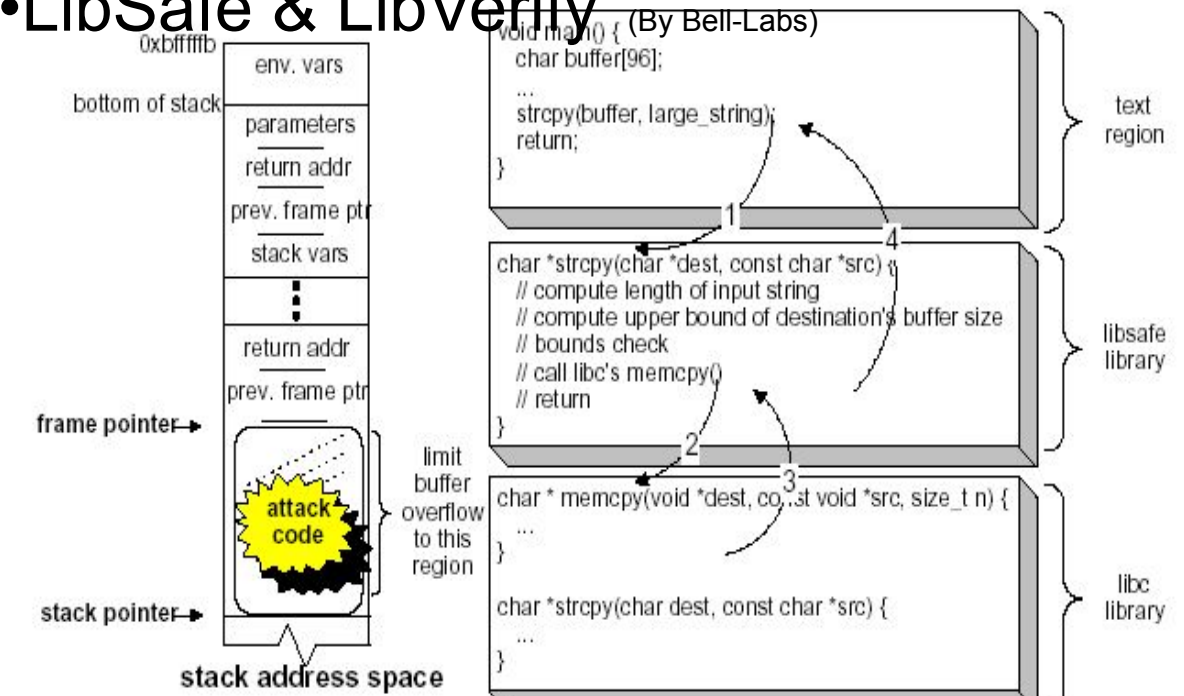 •LibSafe & LibVerify (By Bell-Labs)
0xbfffffb
env. vars
bottom of stack
parameters
return addr
prev. frame ptr
stack vars
return addr
prev. frame ptr
frame pointer
attack
code
limit
buffer
overflow
to this
region
stack pointer
stack address space
void main() {
char buffer[96];
...
strcpy(buffer, large_string);
return;
}
text
region
1
4
char *strcpy(char *dest, const char *src) {
// compute length of input string
// compute upper bound of destination's buffer size
// bounds check
// call libc's memcpy()
// return
}
libsafe
library
2
3
char * memcpy(void *dest, const void *src, size_t n) {
...
}
char *strcpy(char dest, const char *src) {
...
}
libc
library